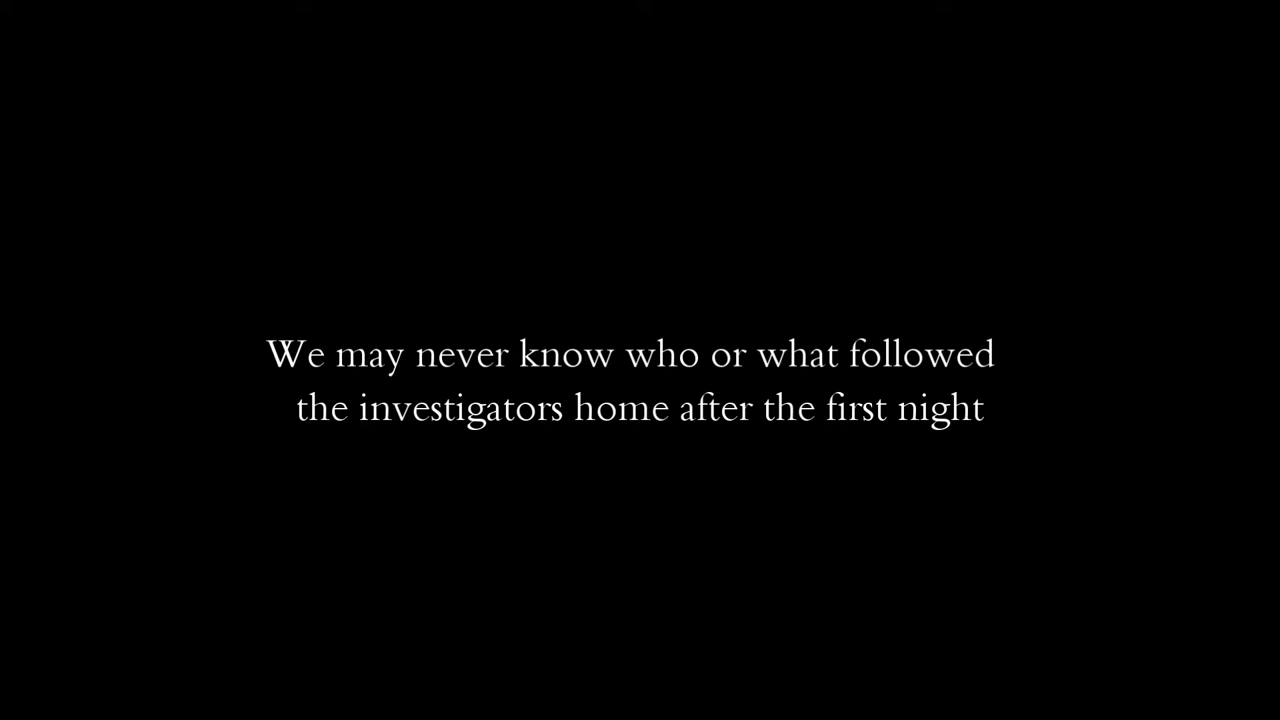 We may never know who or what followed
the investigators home after the first night